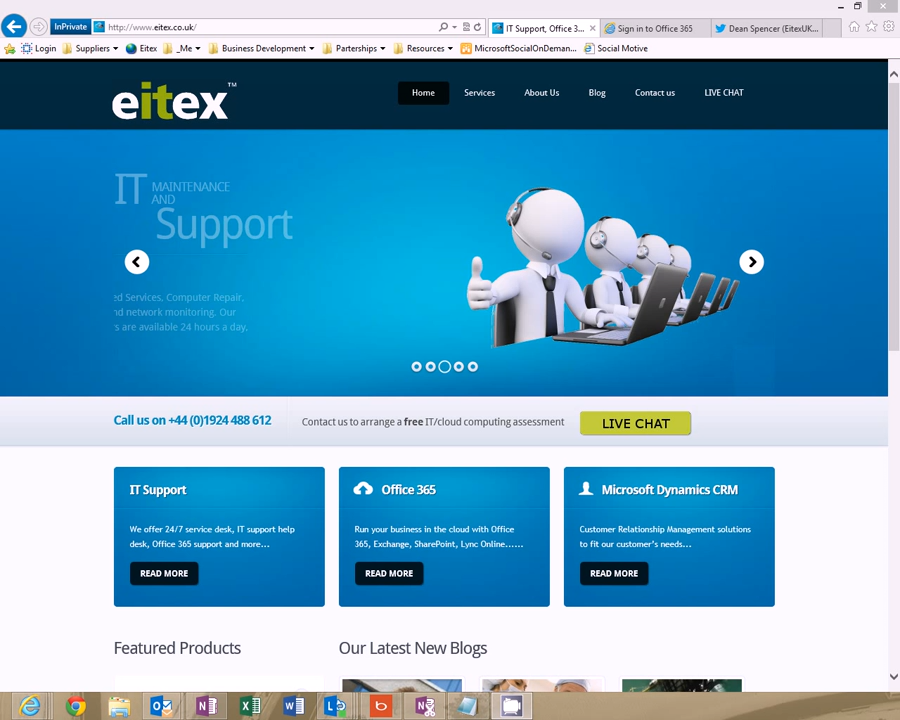 InPrivate
http://www.eitex.co.uk/
IT Support, Office 3...
Sign in to Office 365
Dean Spencer (EitexUK...
Login
Suppliers
Eitex
_Me
Business Development
Parterships
Resources
MicrosoftSocialOnDeman...
Social Motive
eitex™
Home
Services
About Us
Blog
Contact us
LIVE CHAT
IT MAINTENANCE
AND
Support
ed Services, Computer Repair,
nd network monitoring. Our
s are available 24 hours a day,
Call us on +44 (0)1924 488 612
Contact us to arrange a free IT/cloud computing assessment
LIVE CHAT
IT Support
We offer 24/7 service desk, IT support help
desk, Office 365 support and more...
READ MORE
Office 365
Run your business in the cloud with Office
365, Exchange, SharePoint, Lync Online......
READ MORE
Microsoft Dynamics CRM
Customer Relationship Management solutions
to fit our customer's needs...
READ MORE
Featured Products
Our Latest New Blogs